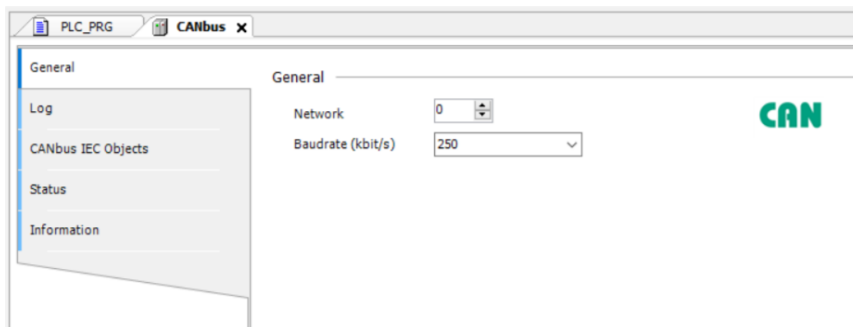 PLC_PRG
CANbus
General
Log
CANbus IEC Objects
Status
Information
General
Network
0
Baudrate (kbit/s)
250
CAN